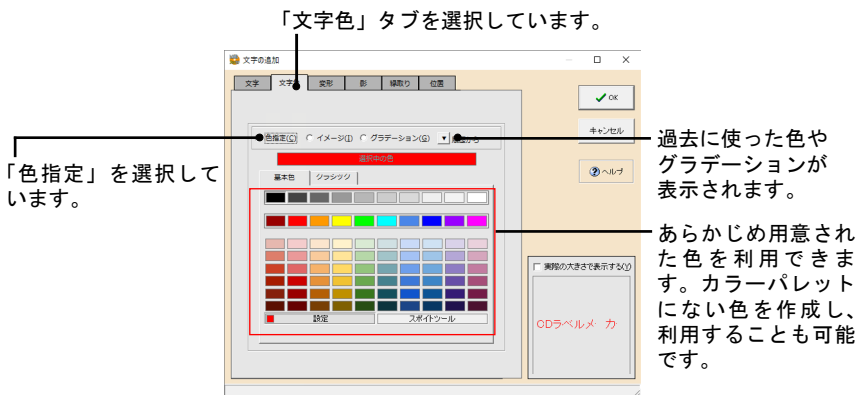 「文字色」タブを選択しています。
文字の追加
文字
文字
変形
影
縁取り
位置
OK
キャンセル
ヘルプ
色指定(C)
イメージ(I)
グラデーション(G)
から
選択中の色
基本色
クラシック
設定
スポイトツール
実際の大きさで表示する(Y)
CDラベルメ カ
「色指定」を選択して
います。
過去に使った色や
グラデーションが
表示されます。
あらかじめ用意され
た色を利用できま
す。カラーパレット
にない色を作成し、
利用することも可能
です。